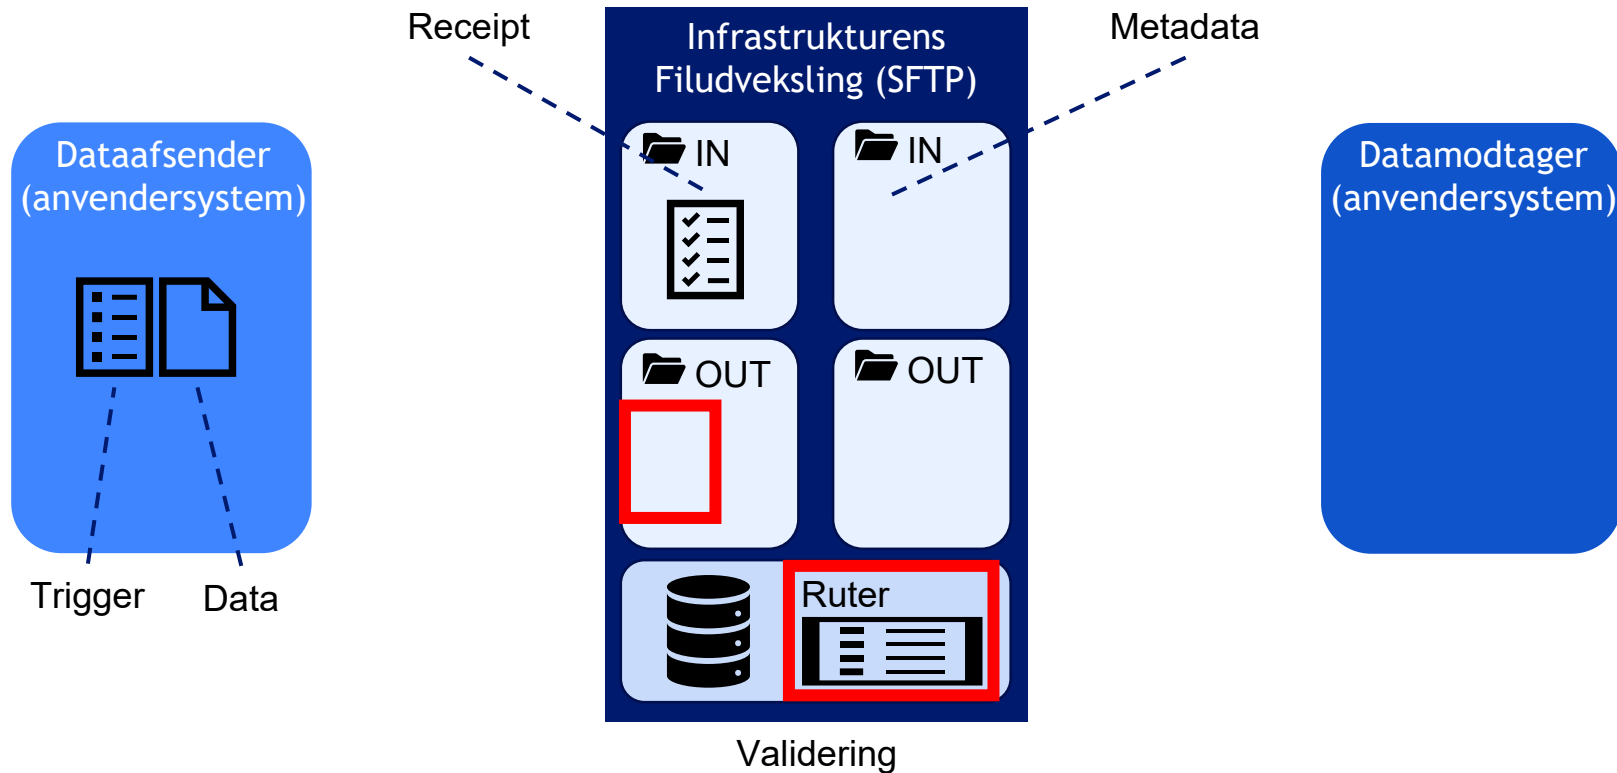 Receipt
Infrastrukturens
Filudveksling (SFTP)
Metadata
Dataafsender
(anvendersystem)
IN
IN
Datamodtager
(anvendersystem)
OUT
OUT
Trigger
Data
Ruter
Validering